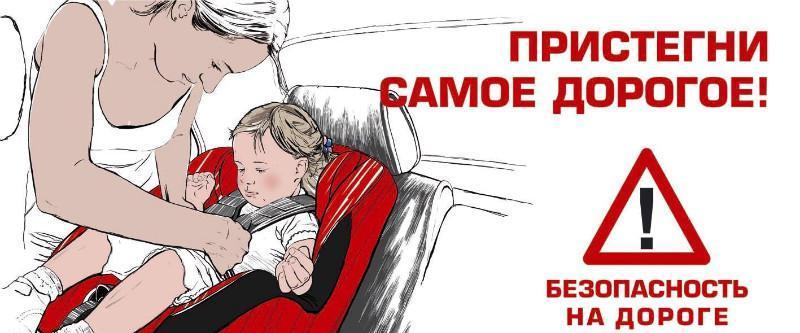 ПРИСТЕГНИ
САМОЕ ДОРОГОЕ!
!
БЕЗОПАСНОСТЬ
НА ДОРОГЕ